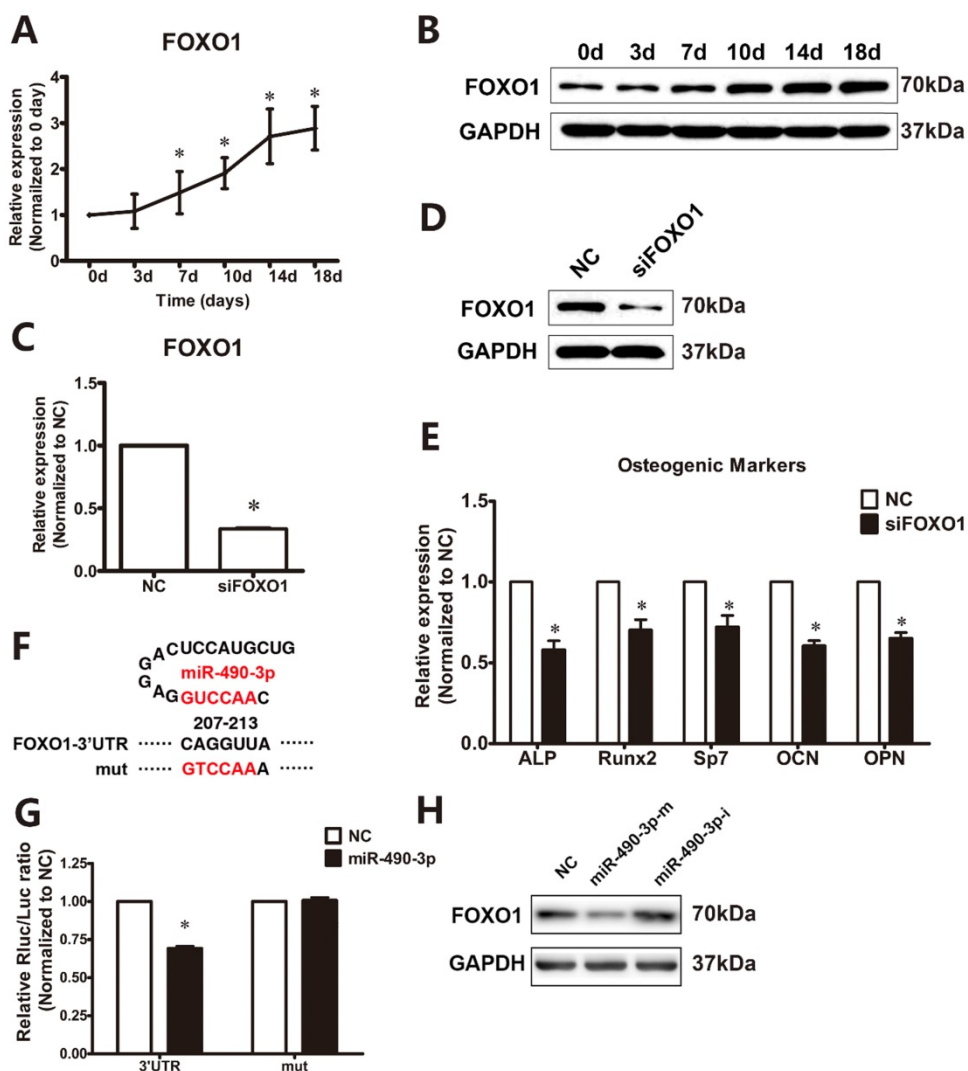 A
FOXO1
Relative expression
(Normailzed to 0 day)
4
3
2
1
0
0d 3d 7d 10d 14d 18d
Time (days)
* * * *
B
0d 3d 7d 10d 14d 18d
FOXO1 70kDa
GAPDH 37kDa
C
FOXO1
Relative expression
(Normailzed to NC)
1.5
1.0
0.5
0.0
*
NC siFOXO1
D
NC siFOXO1
FOXO1 70kDa
GAPDH 37kDa
E
Osteogenic Markers
NC
siFOXO1
Relative expression
(Normailzed to NC)
1.5
1.0
0.5
0.0
* * * * *
ALP Runx2 Sp7 OCN OPN
F
GAGGACUCCAUGCUG
miR-490-3p
GUCCAAC
207-213
FOXO1-3'UTR ······ CAGGUUA ······
mut ······ GTCCAAA ······
G
NC
miR-490-3p
Relative Rluc/Luc ratio
(Normalized to NC)
1.25
1.00
0.75
0.50
0.25
0.00
*
3'UTR mut
H
NC miR-490-3p-m miR-490-3p-i
FOXO1 70kDa
GAPDH 37kDa